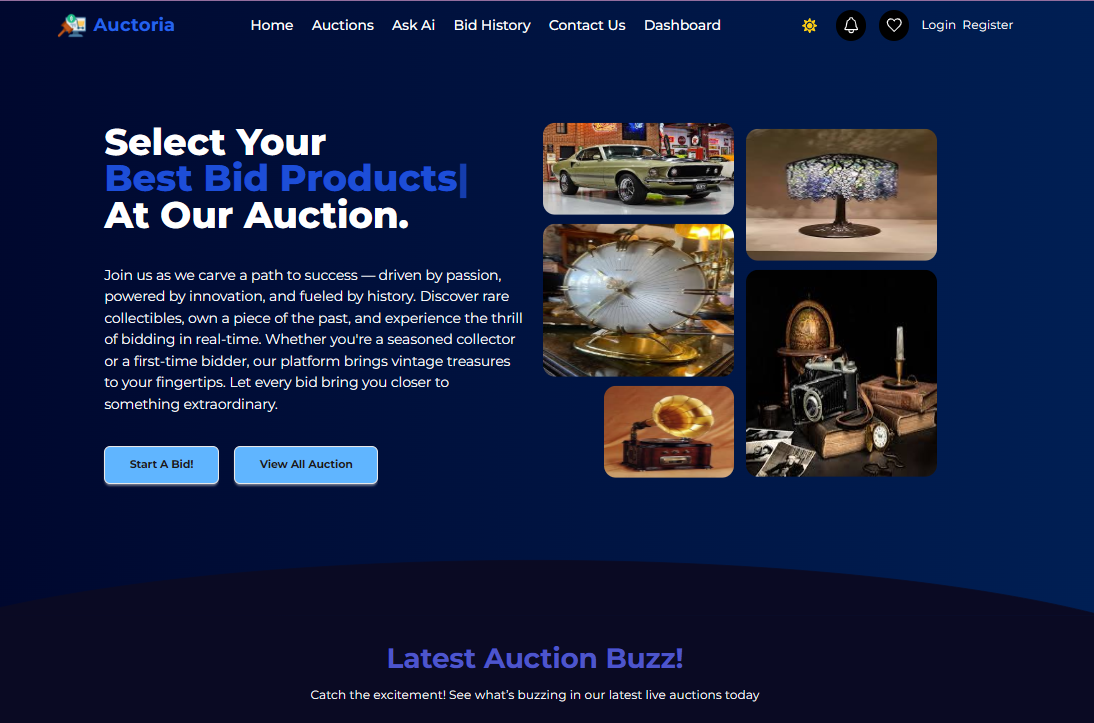 Auctoria
Home Auctions Ask Ai Bid History Contact Us Dashboard
Login Register
Select Your
Best Bid Products|
At Our Auction.
Join us as we carve a path to success — driven by passion,
powered by innovation, and fueled by history. Discover rare
collectibles, own a piece of the past, and experience the thrill
of bidding in real-time. Whether you're a seasoned collector
or a first-time bidder, our platform brings vintage treasures
to your fingertips. Let every bid bring you closer to
something extraordinary.
Start A Bid! View All Auction
Latest Auction Buzz!
Catch the excitement! See what's buzzing in our latest live auctions today